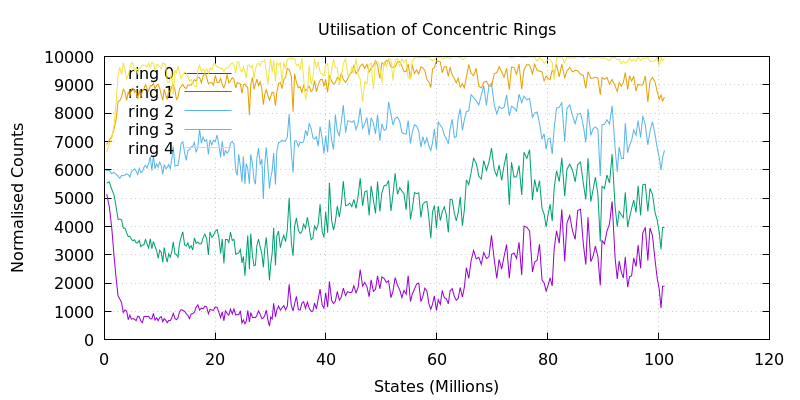 Utilisation of Concentric Rings
Normalised Counts
10000
9000
8000
7000
6000
5000
4000
3000
2000
1000
0
ring 0
ring 1
ring 2
ring 3
ring 4
0 20 40 60 80 100 120
States (Millions)